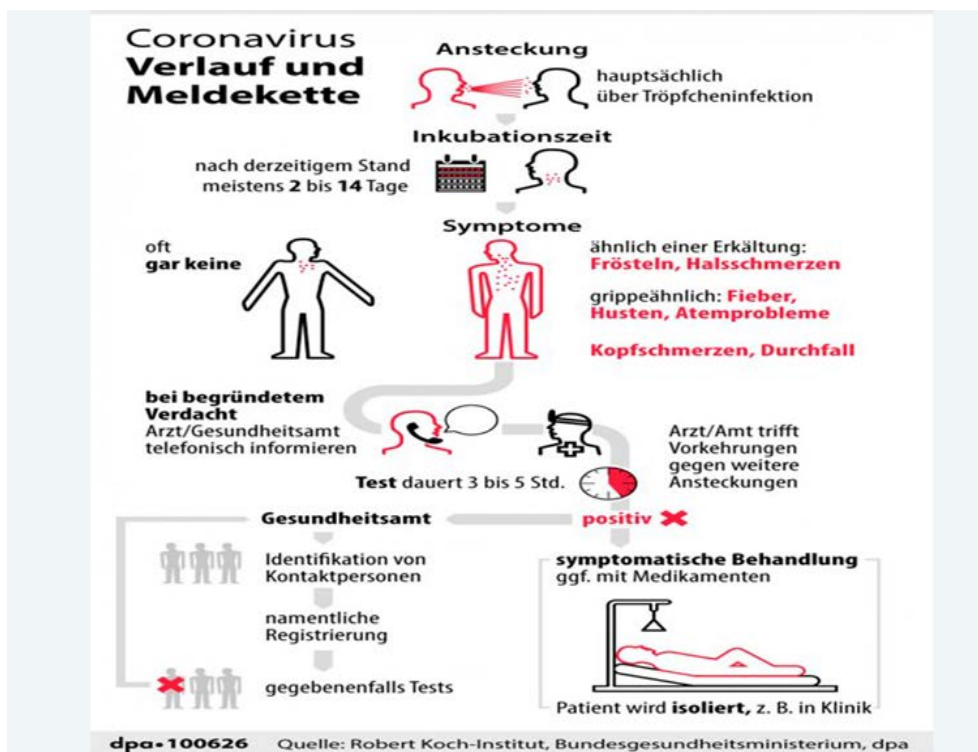 Coronavirus
Verlauf und
Meldekette
Ansteckung
hauptsächlich
über Tröpfcheninfektion
Inkubationszeit
nach derzeitigem Stand
meistens 2 bis 14 Tage
Symptome
oft
gar keine
ähnlich einer Erkältung:
Frösteln, Halsschmerzen
grippeähnlich: Fieber,
Husten, Atemprobleme
Kopfschmerzen, Durchfall
bei begründetem
Verdacht
Arzt/Gesundheitsamt
telefonisch informieren
Arzt/Amt trifft
Vorkehrungen
gegen weitere
Ansteckungen
Test dauert 3 bis 5 Std.
positiv
Gesundheitsamt
Identifikation von
Kontaktpersonen
namentliche
Registrierung
gegebenenfalls Tests
symptomatische Behandlung
ggf. mit Medikamenten
Patient wird isoliert, z. B. in Klinik
dpa•100626 Quelle: Robert Koch-Institut, Bundesgesundheitsministerium, dpa